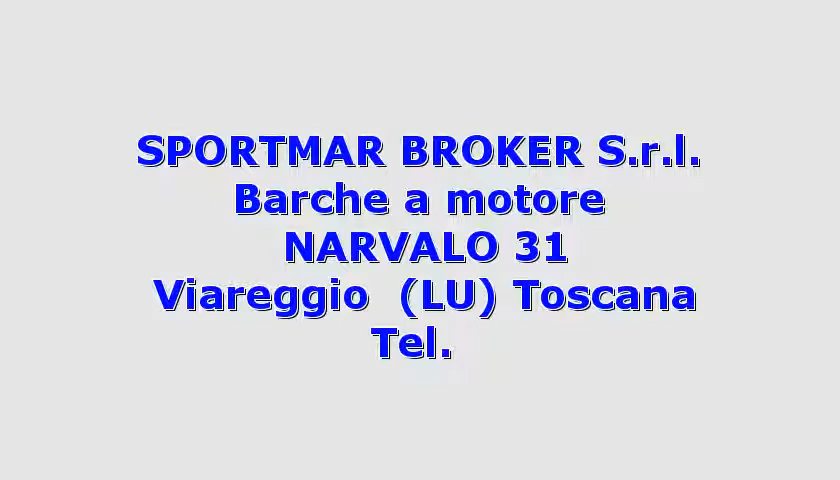 SPORTMAR BROKER S.r.l.
Barche a motore
NARVALO 31
Viareggio (LU) Toscana
Tel.